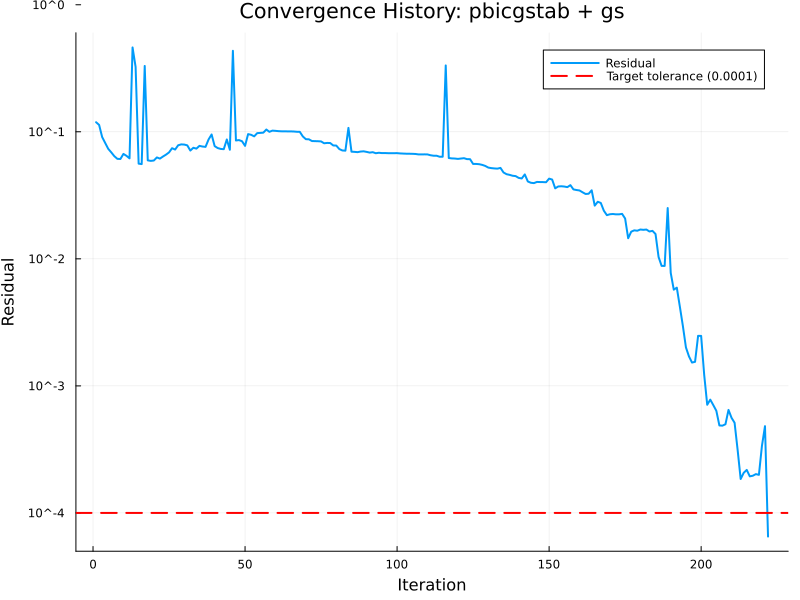 Convergence History: pbicgstab + gs
10^0
10^-1
10^-2
10^-3
10^-4
Residual
Residual
Target tolerance (0.0001)
0
50
100
150
200
Iteration